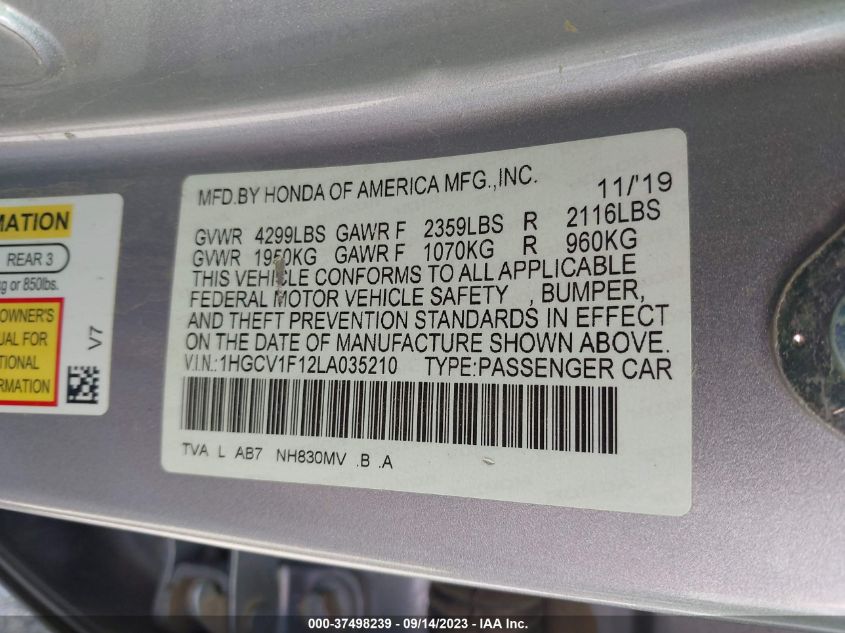 MATION
REAR 3
g or 850lbs.
OWNER'S
UAL FOR
TIONAL
RMATION
V7
MFD.BY HONDA OF AMERICA MFG.,INC. 11/'19
GVWR 4299LBS GAWR F 2359LBS R 2116LBS
GVWR 1950KG GAWR F 1070KG R 960KG
THIS VEHICLE CONFORMS TO ALL APPLICABLE
FEDERAL MOTOR VEHICLE SAFETY , BUMPER,
AND THEFT PREVENTION STANDARDS IN EFFECT
ON THE DATE OF MANUFACTURE SHOWN ABOVE.
V.I.N.:1HGCV1F12LA035210 TYPE:PASSENGER CAR
TVA L AB7 NH830MV .B .A
000-37498239 - 09/14/2023 - IAA Inc.